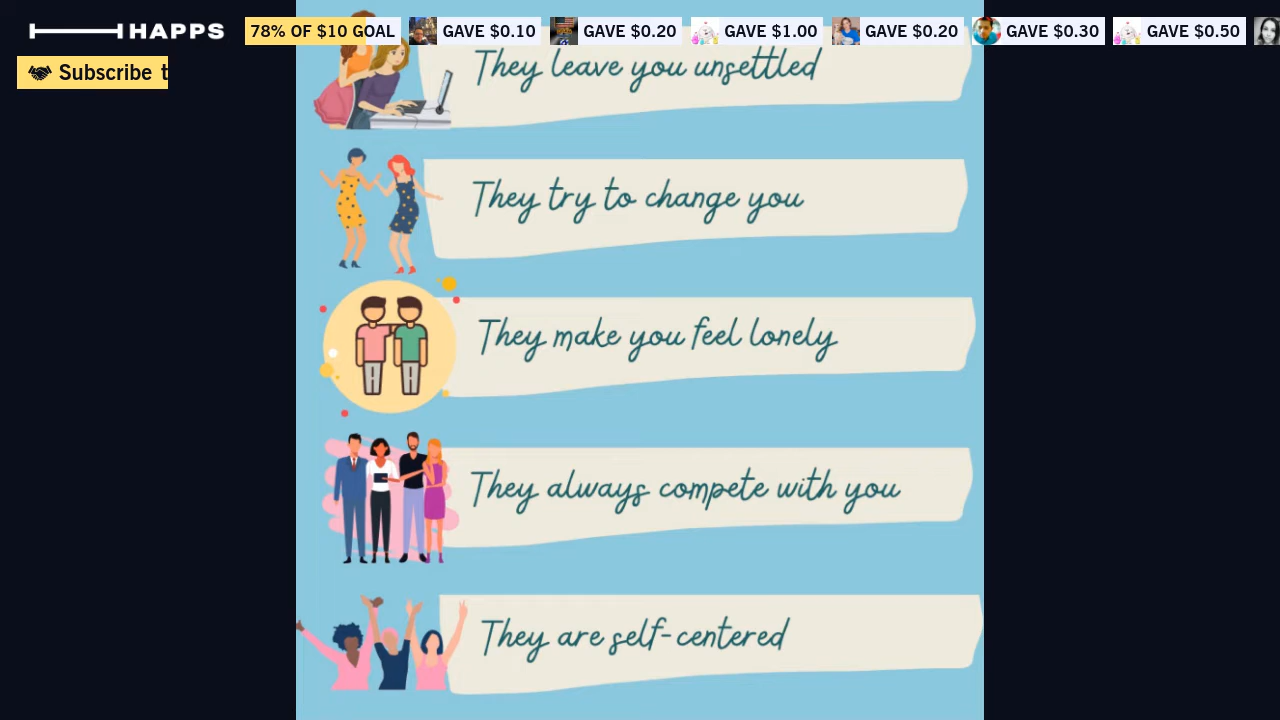 HAPPS
78% OF $10 GOAL
GAVE $0.10
GAVE $0.20
GAVE $1.00
GAVE $0.20
GAVE $0.30
GAVE $0.50
Subscribe t
They leave you unsettled
They try to change you
They make you feel lonely
They always compete with you
They are self-centered